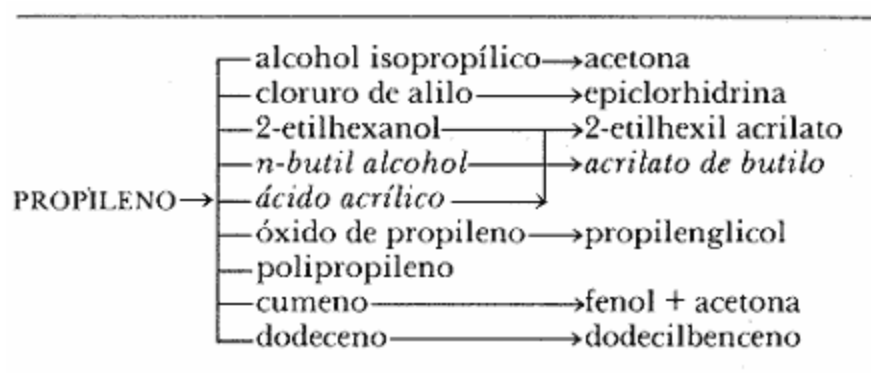 alcohol isopropílico→acetona
cloruro de alilo→epiclorhidrina
2-etilhexanol→2-etilhexil acrilato
n-butil alcohol→acrilato de butilo
PROPILENO→ácido acrílico
óxido de propileno→propilenglicol
polipropileno
cumeno→fenol + acetona
dodeceno→dodecilbenceno